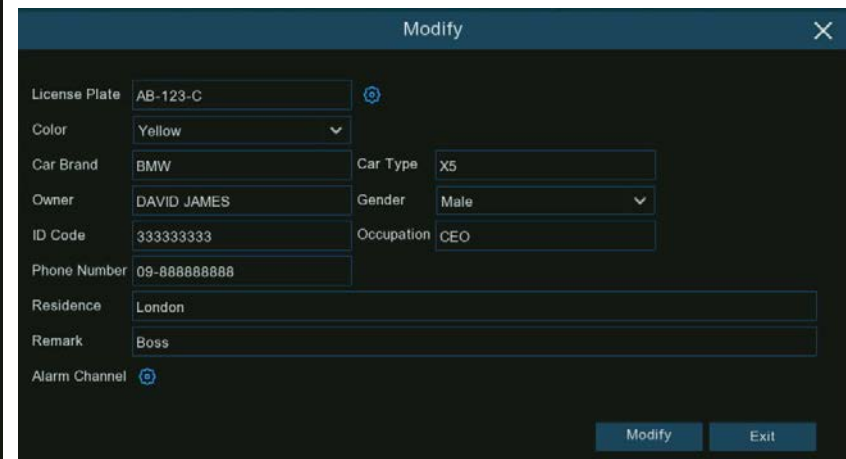 Modify
License Plate AB-123-C
Color Yellow
Car Brand BMW Car Type X5
Owner DAVID JAMES Gender Male
ID Code 333333333 Occupation CEO
Phone Number 09-888888888
Residence London
Remark Boss
Alarm Channel
Modify Exit